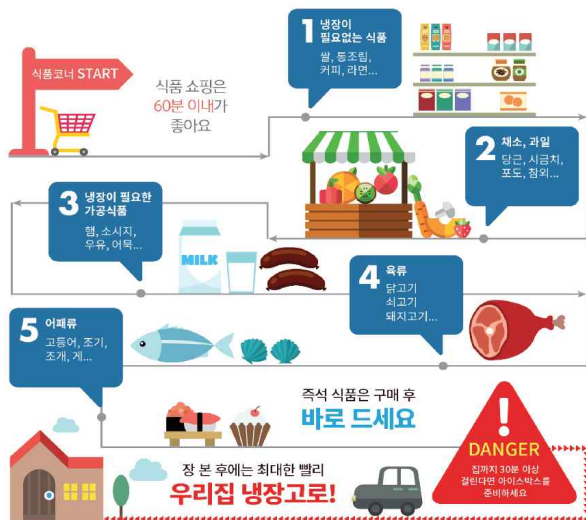 식품코너 START
식품 쇼핑은
60분 이내가
좋아요
1 냉장이
필요없는 식품
쌀, 통조림,
커피, 라면...
2 채소, 과일
당근, 시금치,
포도, 참외...
3 냉장이 필요한
가공식품
햄, 소시지,
우유, 어묵...
MILK
4 육류
닭고기
쇠고기
돼지고기...
5 어패류
고등어, 조기,
조개, 게...
즉석 식품은 구매 후
바로 드세요
DANGER
집까지 30분 이상
걸린다면 아이스박스를
준비하세요
장 본 후에는 최대한 빨리
우리집 냉장고로!